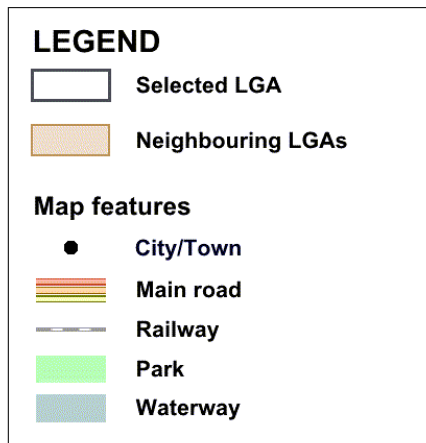 LEGEND
Selected LGA
Neighbouring LGAs
Map features
City/Town
Main road
Railway
Park
Waterway